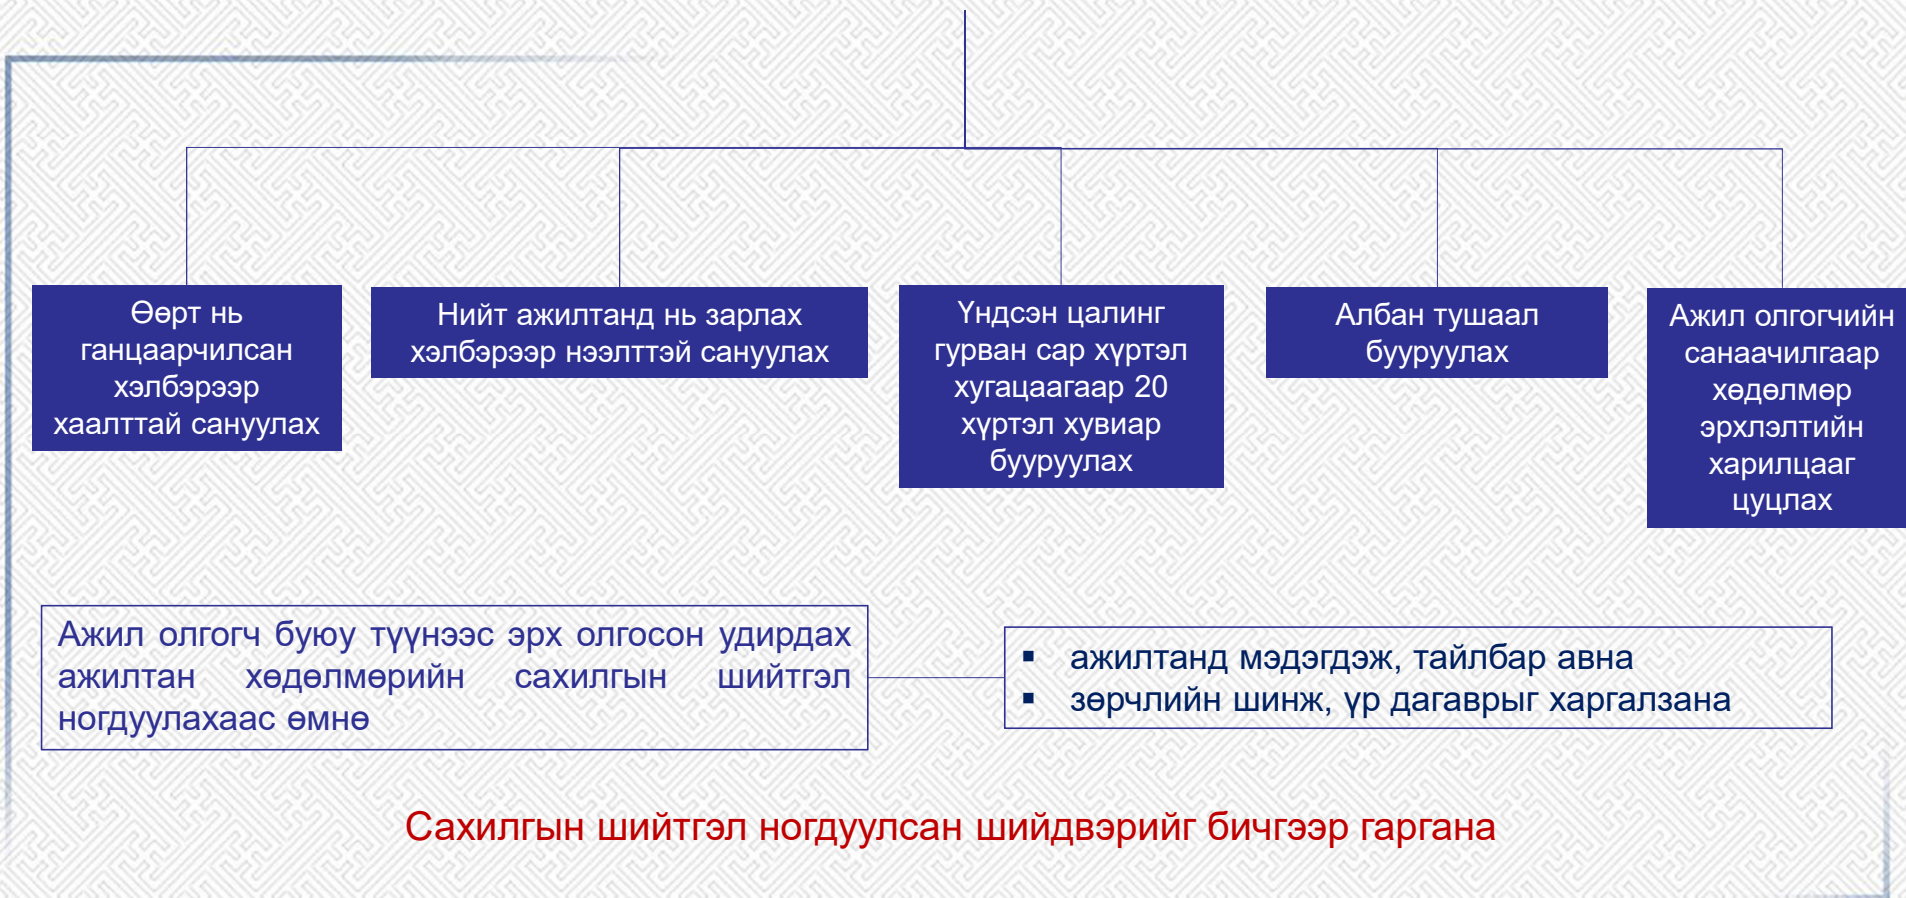 Өөрт нь
ганцаарчилсан
хэлбэрээр
хаалттай сануулах
Нийт ажилтанд нь зарлах
хэлбэрээр нээлттэй сануулах
Үндсэн цалинг
гурван сар хүртэл
хугацаагаар 20
хүртэл хувиар
бууруулах
Албан тушаал
бууруулах
Ажил олгогчийн
санаачилгаар
хөдөлмөр
эрхлэлтийн
харилцааг
цуцлах
Ажил олгогч буюу түүнээс эрх олгосон удирдах
ажилтан хөдөлмөрийн сахилгын шийтгэл
ногдуулахаас өмнө
▪ ажилтанд мэдэгдэж, тайлбар авна
▪ зөрчлийн шинж, үр дагаврыг харгалзана
Сахилгын шийтгэл ногдуулсан шийдвэрийг бичгээр гаргана